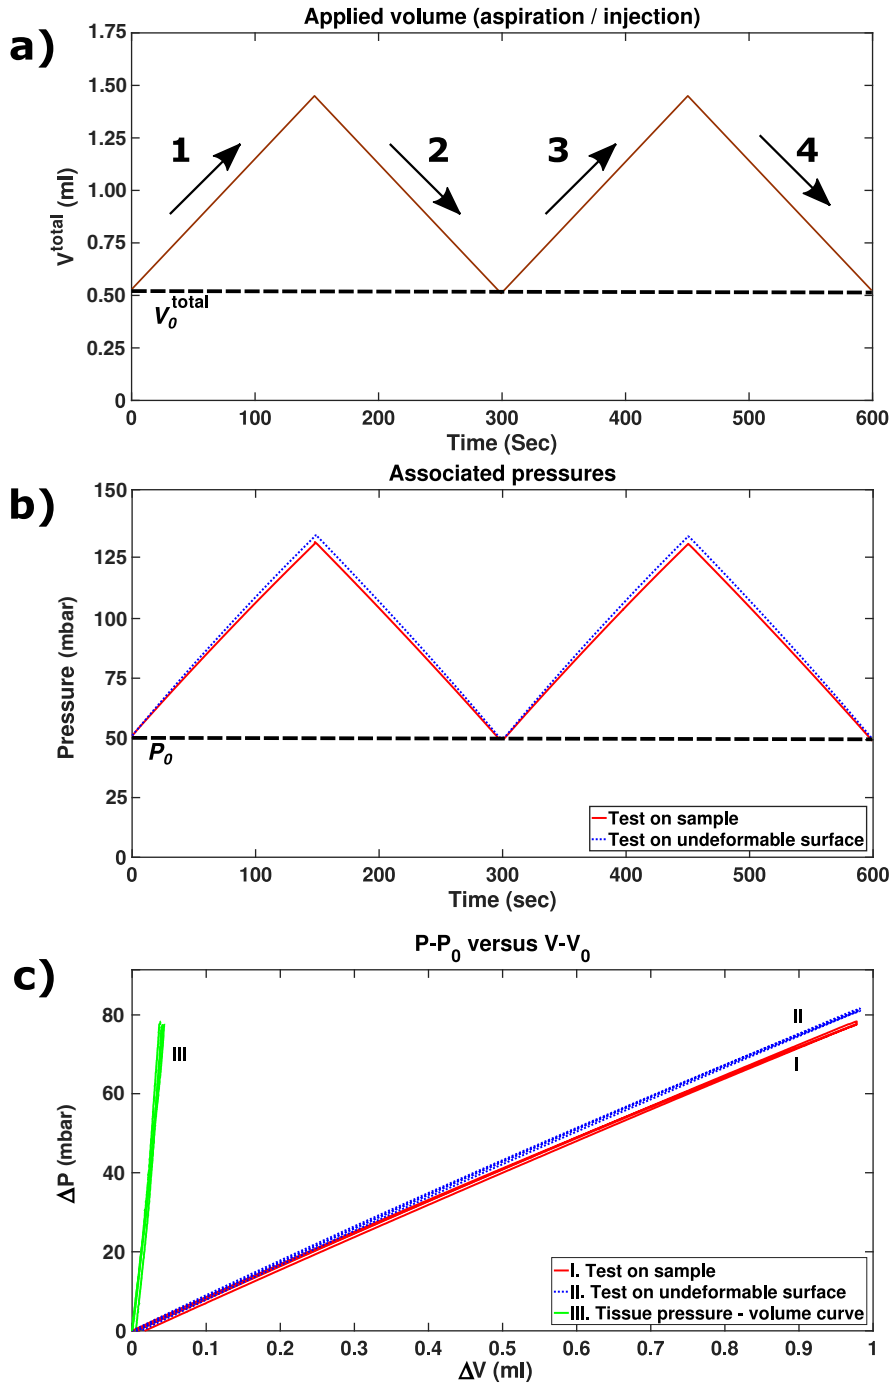 Applied volume (aspiration / injection)
a)
1.75
1.50
1.25
1.00
0.75
0.50
0.25
0
V^total (ml)
1
2
3
4
V₀^total
0
100
200
300
400
500
600
Time (Sec)
Associated pressures
b)
150
125
100
75
50
25
0
Pressure (mbar)
P₀
Test on sample
Test on undeformable surface
0
100
200
300
400
500
600
Time (sec)
P-P₀ versus V-V₀
c)
80
60
40
20
0
ΔP (mbar)
III
II
I
I. Test on sample
II. Test on undeformable surface
III. Tissue pressure - volume curve
0
0.1
0.2
0.3
0.4
0.5
0.6
0.7
0.8
0.9
1
ΔV (ml)